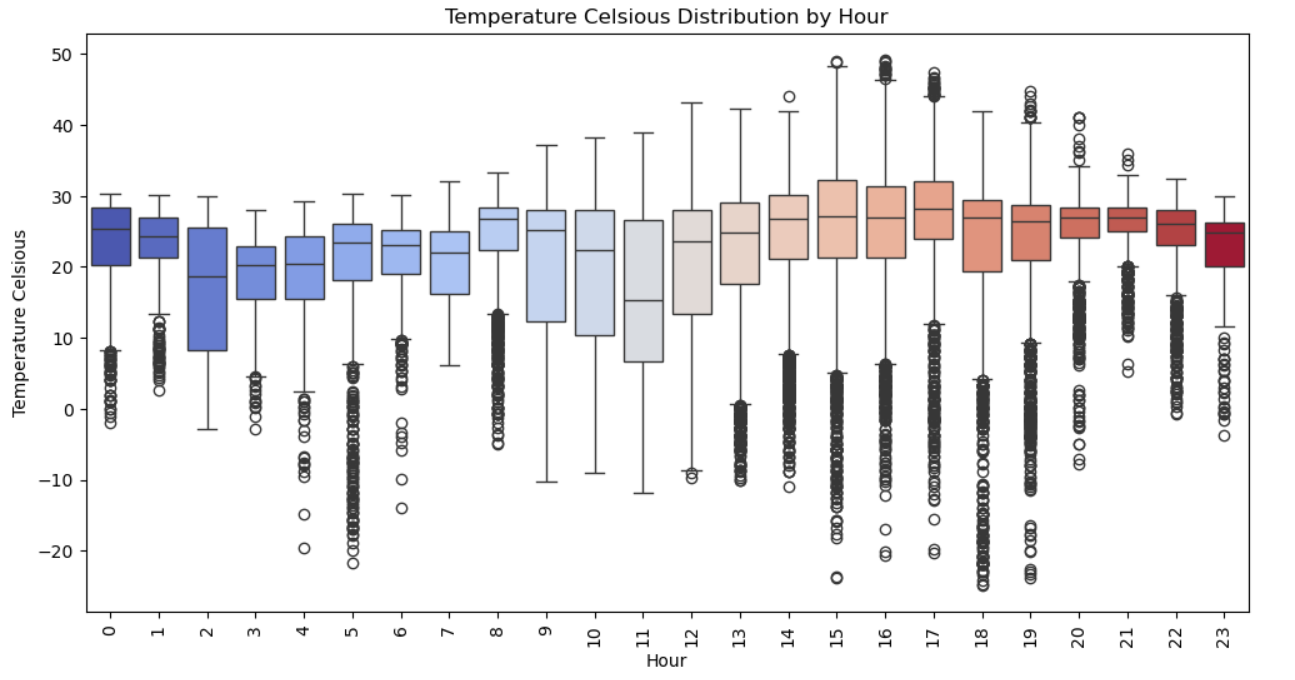 Temperature Celsious Distribution by Hour
Temperature Celsious
50
40
30
20
10
0
−10
−20
0 1 2 3 4 5 6 7 8 9 10 11 12 13 14 15 16 17 18 19 20 21 22 23
Hour